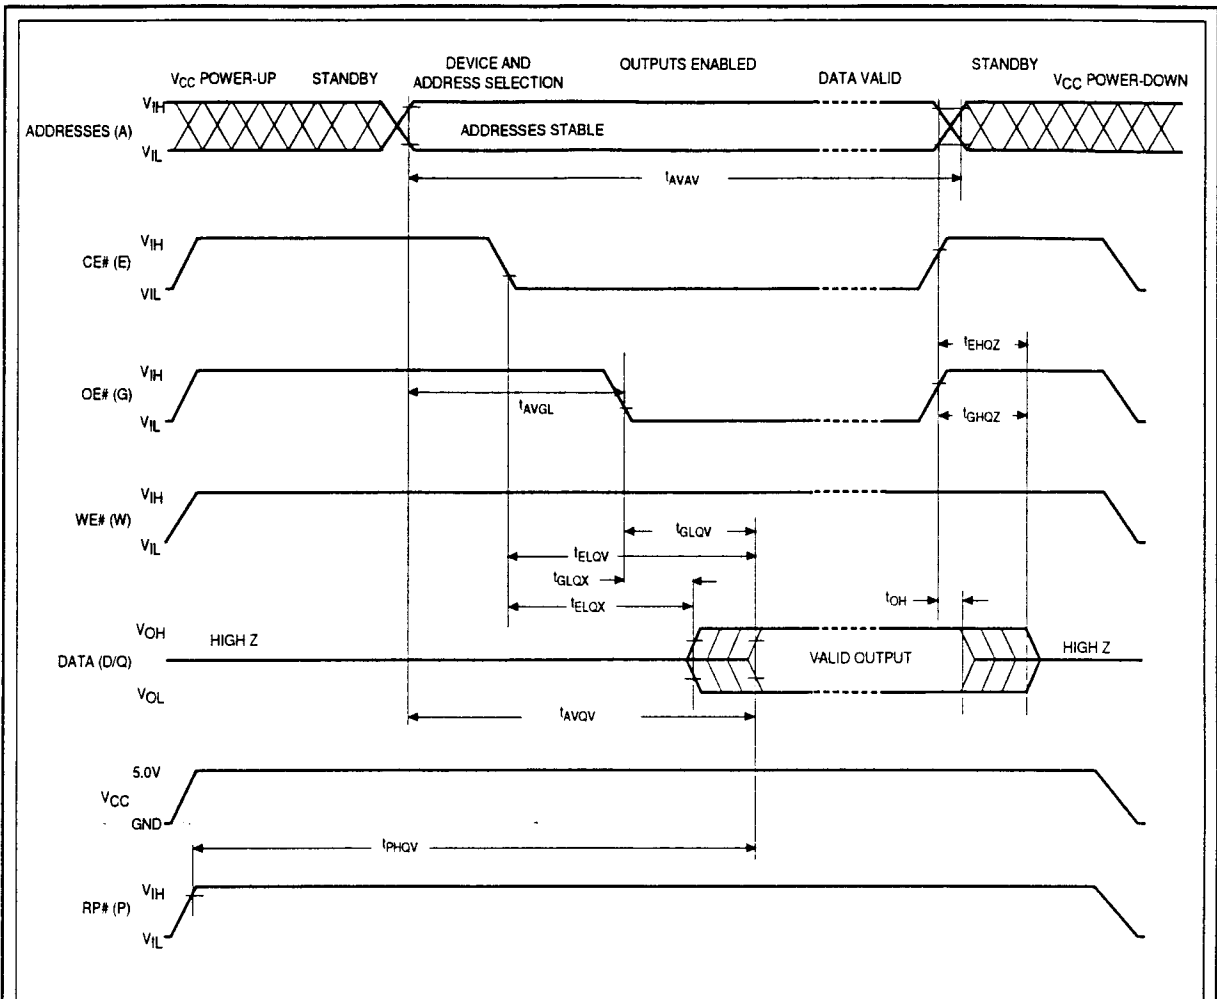 VCC POWER-UP
STANDBY
DEVICE AND
ADDRESS SELECTION
OUTPUTS ENABLED
DATA VALID
STANDBY
VCC POWER-DOWN
VIH
ADDRESSES (A)
ADDRESSES STABLE
VIL
tAVAV
VIH
CE# (E)
VIL
tEHQZ
VIH
OE# (G)
tAVGL
VIL
tGHQZ
VIH
WE# (W)
tGLQV
VIL
tELQV
tGLQX
tELQX
tOH
VOH
HIGH Z
DATA (D/Q)
VALID OUTPUT
HIGH Z
VOL
tAVQV
5.0V
VCC
GND
tPHQV
VIH
RP# (P)
VIL